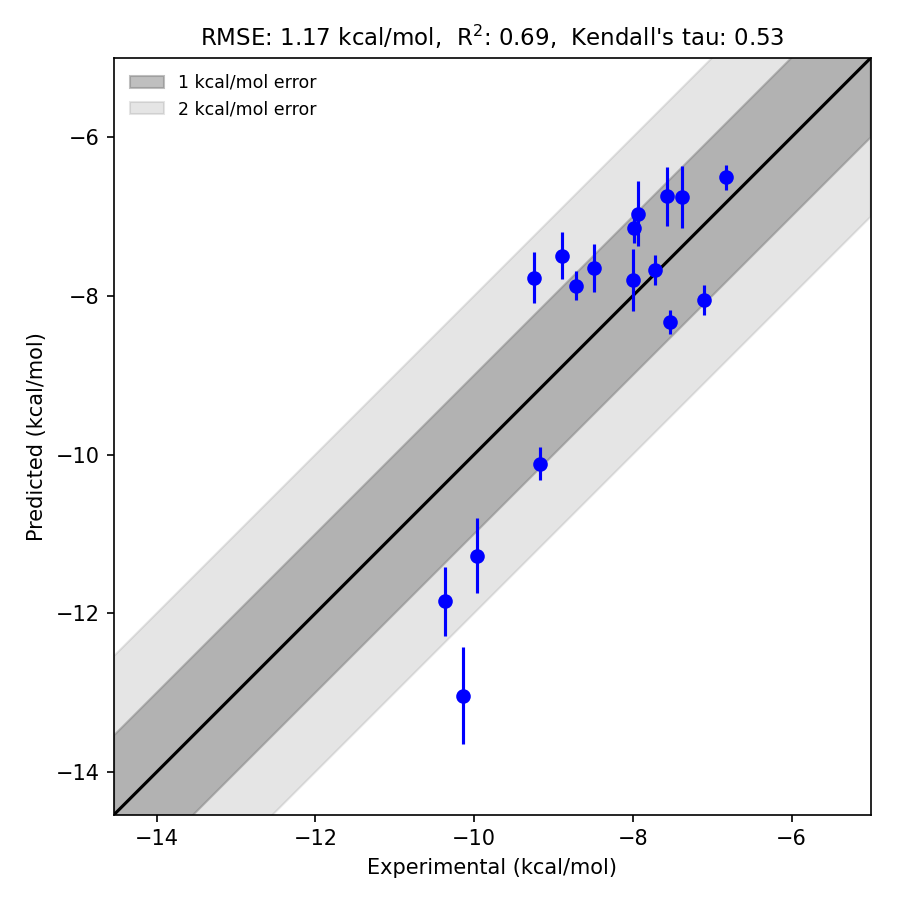 RMSE: 1.17 kcal/mol,  R²: 0.69,  Kendall's tau: 0.53
1 kcal/mol error
2 kcal/mol error
−6
−8
−10
−12
−14
Predicted (kcal/mol)
−14
−12
−10
−8
−6
Experimental (kcal/mol)